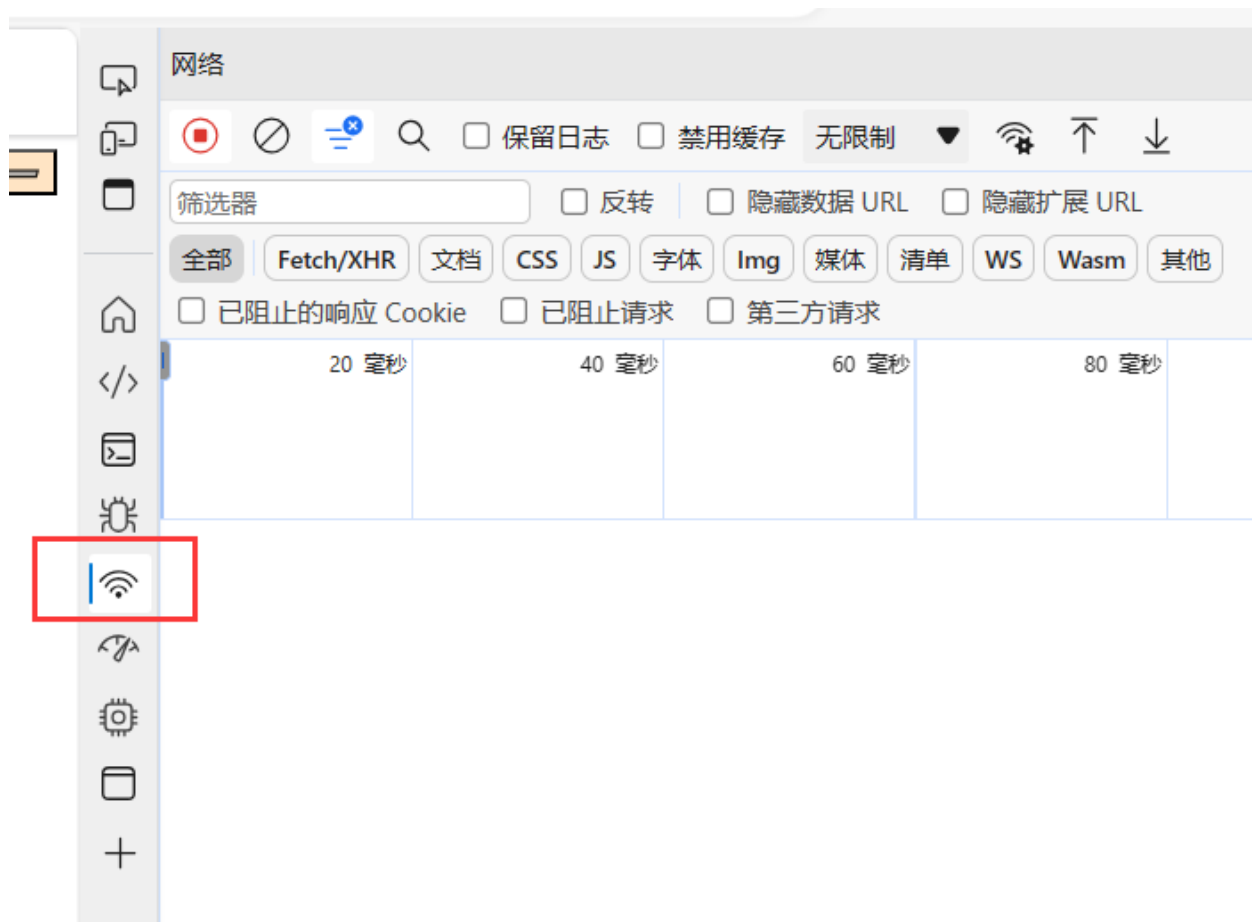 网络
保留日志 禁用缓存 无限制
筛选器 反转 隐藏数据 URL 隐藏扩展 URL
全部 Fetch/XHR 文档 CSS JS 字体 Img 媒体 清单 WS Wasm 其他
已阻止的响应 Cookie 已阻止请求 第三方请求
20 毫秒 40 毫秒 60 毫秒 80 毫秒